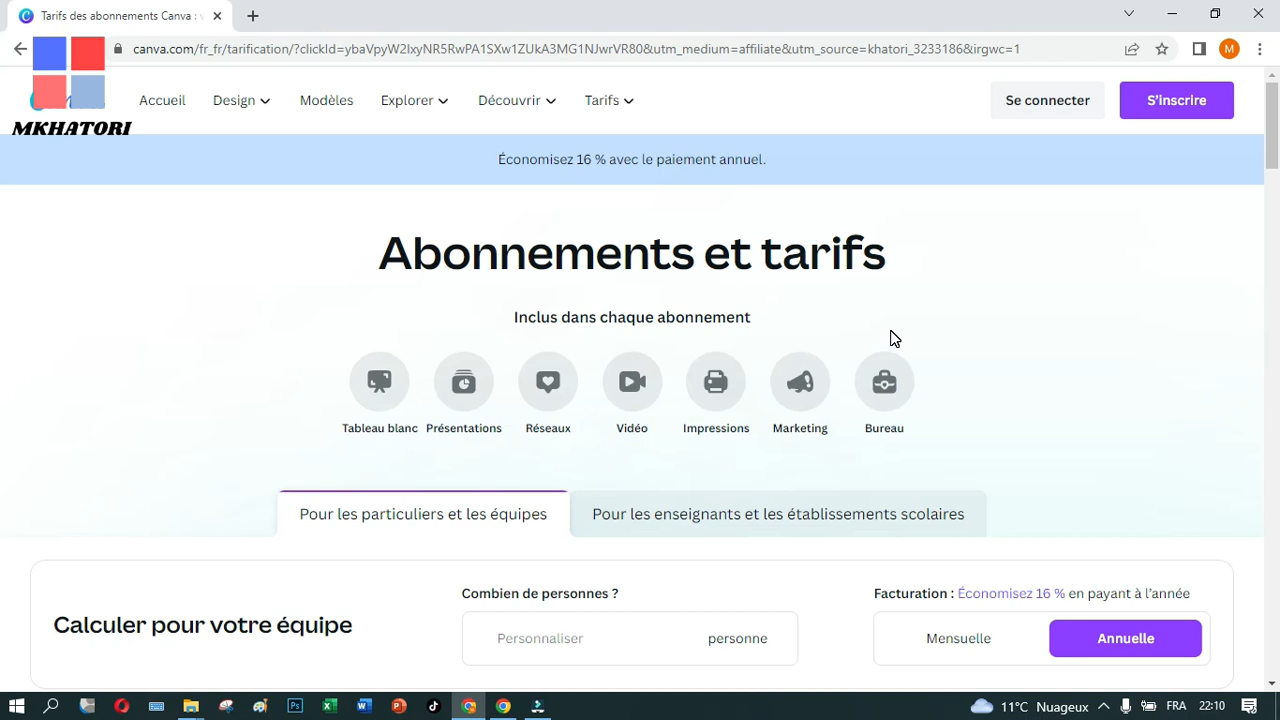 Tarifs des abonnements Canva : v
canva.com/fr_fr/tarification/?clickId=ybaVpyW2IxyNR5RwPA1SXw1ZUkA3MG1NJwrVR80&utm_medium=affiliate&utm_source=khatori_3233186&irgwc=1
M
MKHATORI
Accueil Design Modèles Explorer Découvrir Tarifs Se connecter S'inscrire
Économisez 16 % avec le paiement annuel.
Abonnements et tarifs
Inclus dans chaque abonnement
Tableau blanc Présentations Réseaux Vidéo Impressions Marketing Bureau
Pour les particuliers et les équipes Pour les enseignants et les établissements scolaires
Combien de personnes ? Facturation : Économisez 16 % en payant à l'année
Calculer pour votre équipe Personnaliser personne Mensuelle Annuelle
11°C Nuageux FRA 22:10